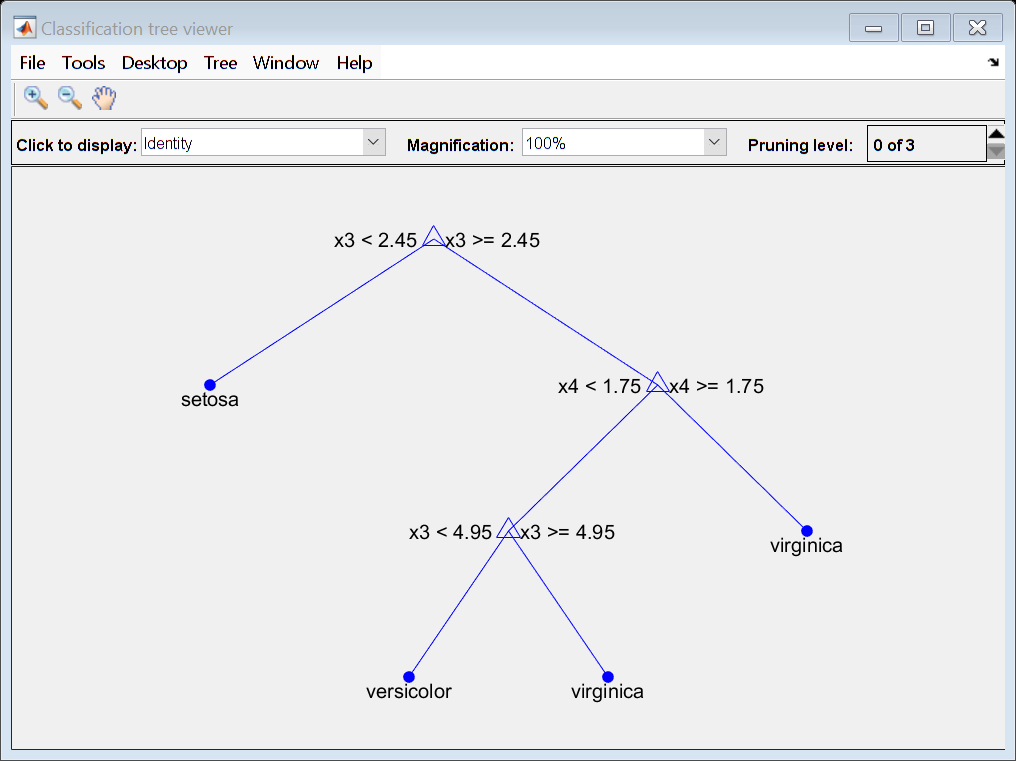 Classification tree viewer
File Tools Desktop Tree Window Help
Click to display: Identity Magnification: 100% Pruning level: 0 of 3
x3 < 2.45 x3 >= 2.45
setosa
x4 < 1.75 x4 >= 1.75
x3 < 4.95 x3 >= 4.95
virginica
versicolor virginica